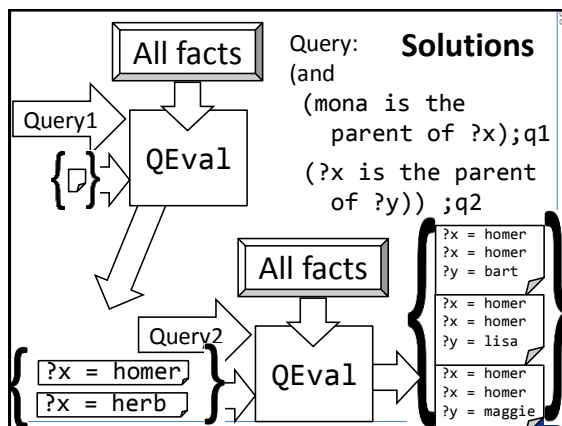 Solutions
Query:
(and
(mona is the
parent of ?x);q1
(?x is the parent
of ?y)) ;q2
All facts
Query1
QEval
All facts
Query2
QEval
?x = homer
?x = herb
?x = homer
?x = homer
?y = bart
?x = homer
?x = homer
?y = lisa
?x = homer
?x = homer
?y = maggie